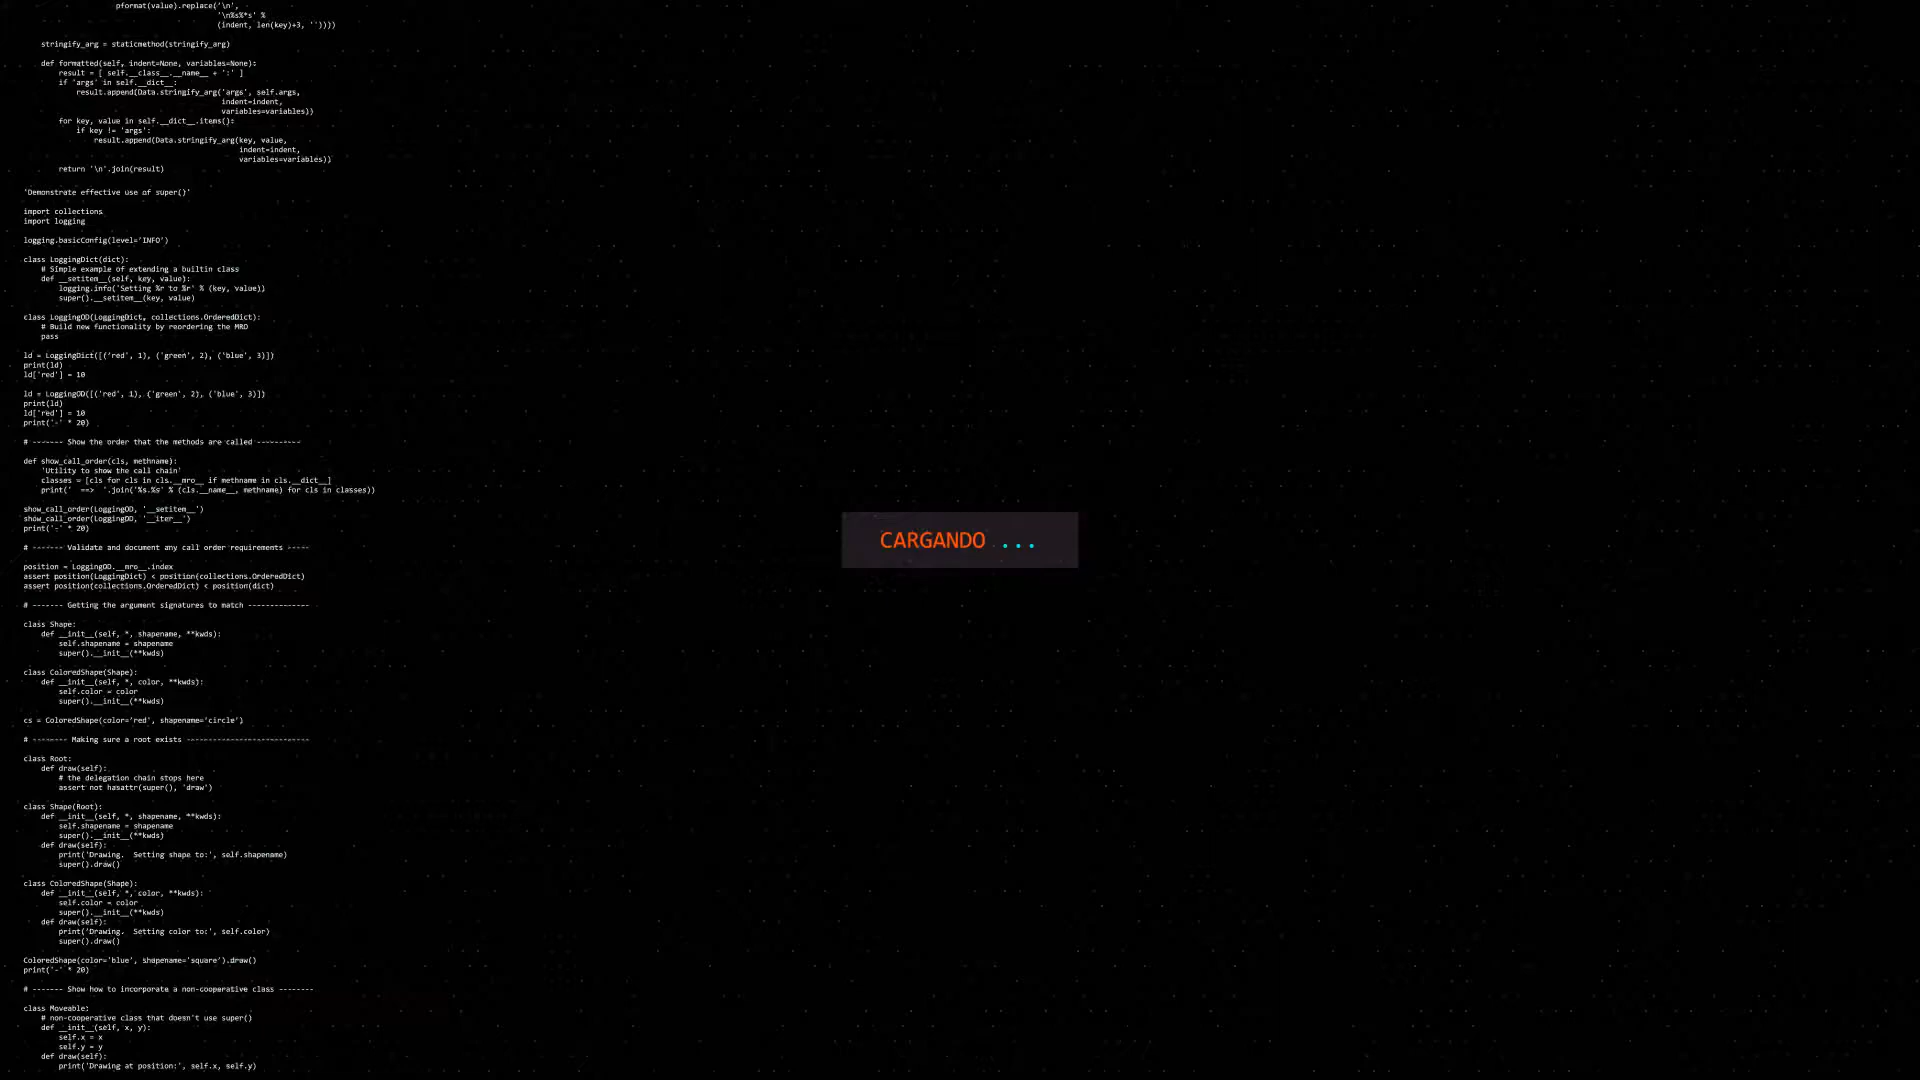 pformat(value).replace('\n',
'\n%s%*s' %
(indent, len(key)+3, ''))))
stringify_arg = staticmethod(stringify_arg)
def formatted(self, indent=None, variables=None):
result = [ self.__class__.__name__ + ':' ]
if 'args' in self.__dict__:
result.append(Data.stringify_arg('args', self.args,
indent=indent,
variables=variables))
for key, value in self.__dict__.items():
if key != 'args':
result.append(Data.stringify_arg(key, value,
indent=indent,
variables=variables))
return '\n'.join(result)
'Demonstrate effective use of super()'
import collections
import logging
logging.basicConfig(level='INFO')
class LoggingDict(dict):
# Simple example of extending a builtin class
def __setitem__(self, key, value):
logging.info('Setting %r to %r' % (key, value))
super().__setitem__(key, value)
class LoggingOD(LoggingDict, collections.OrderedDict):
# Build new functionality by reordering the MRO
pass
ld = LoggingDict([('red', 1), ('green', 2), ('blue', 3)])
print(ld)
ld['red'] = 10
ld = LoggingOD([('red', 1), ('green', 2), ('blue', 3)])
print(ld)
ld['red'] = 10
print('-' * 20)
# ------- Show the order that the methods are called ----------
def show_call_order(cls, methname):
'Utility to show the call chain'
classes = [cls for cls in cls.__mro__ if methname in cls.__dict__]
print('  ==>  '.join('%s.%s' % (cls.__name__, methname) for cls in classes))
show_call_order(LoggingOD, '__setitem__')
show_call_order(LoggingOD, '__iter__')
print('-' * 20)
# ------- Validate and document any call order requirements -----
position = LoggingOD.__mro__.index
assert position(LoggingDict) < position(collections.OrderedDict)
assert position(collections.OrderedDict) < position(dict)
# ------- Getting the argument signatures to match --------------
class Shape:
def __init__(self, *, shapename, **kwds):
self.shapename = shapename
super().__init__(**kwds)
class ColoredShape(Shape):
def __init__(self, *, color, **kwds):
self.color = color
super().__init__(**kwds)
cs = ColoredShape(color='red', shapename='circle')
# -------- Making sure a root exists ----------------------------
class Root:
def draw(self):
# the delegation chain stops here
assert not hasattr(super(), 'draw')
class Shape(Root):
def __init__(self, *, shapename, **kwds):
self.shapename = shapename
super().__init__(**kwds)
def draw(self):
print('Drawing.  Setting shape to:', self.shapename)
super().draw()
class ColoredShape(Shape):
def __init__(self, *, color, **kwds):
self.color = color
super().__init__(**kwds)
def draw(self):
print('Drawing.  Setting color to:', self.color)
super().draw()
ColoredShape(color='blue', shapename='square').draw()
print('-' * 20)
# ------- Show how to incorporate a non-cooperative class --------
class Moveable:
# non-cooperative class that doesn't use super()
def __init__(self, x, y):
self.x = x
self.y = y
def draw(self):
print('Drawing at position:', self.x, self.y)
CARGANDO ...